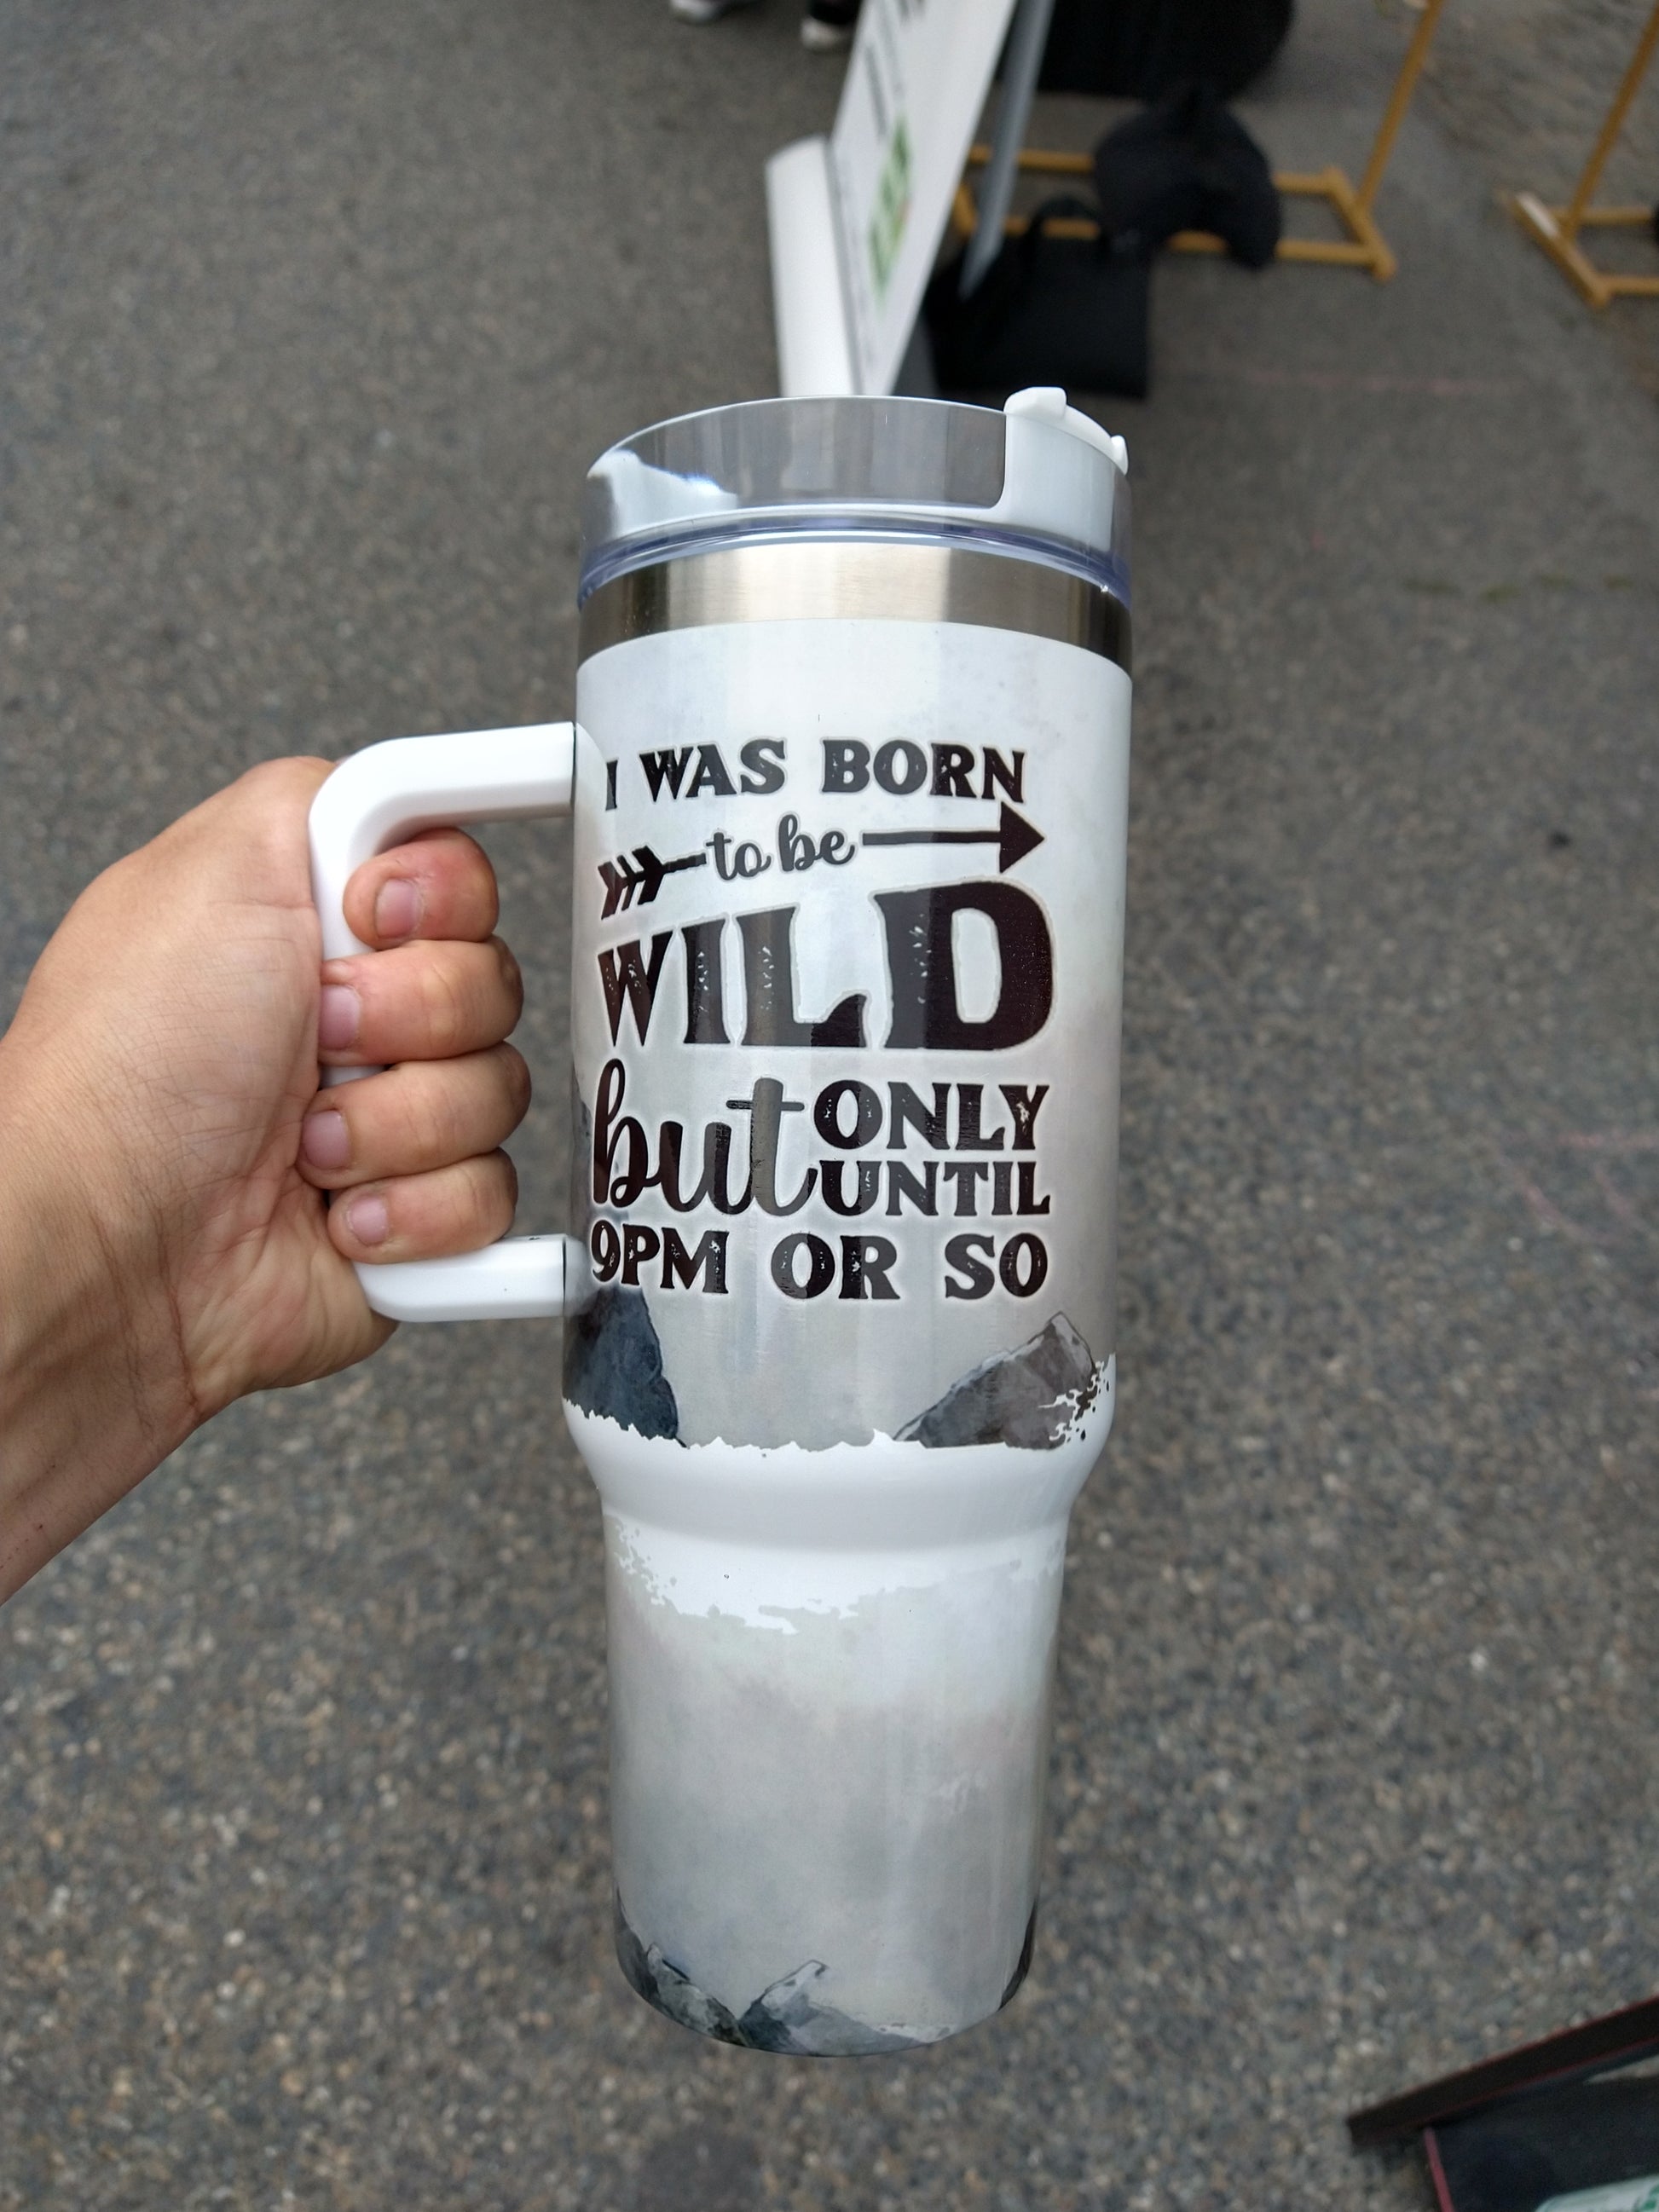 I WAS BORN
to be
WILD
but ONLY
UNTIL
9PM OR SO